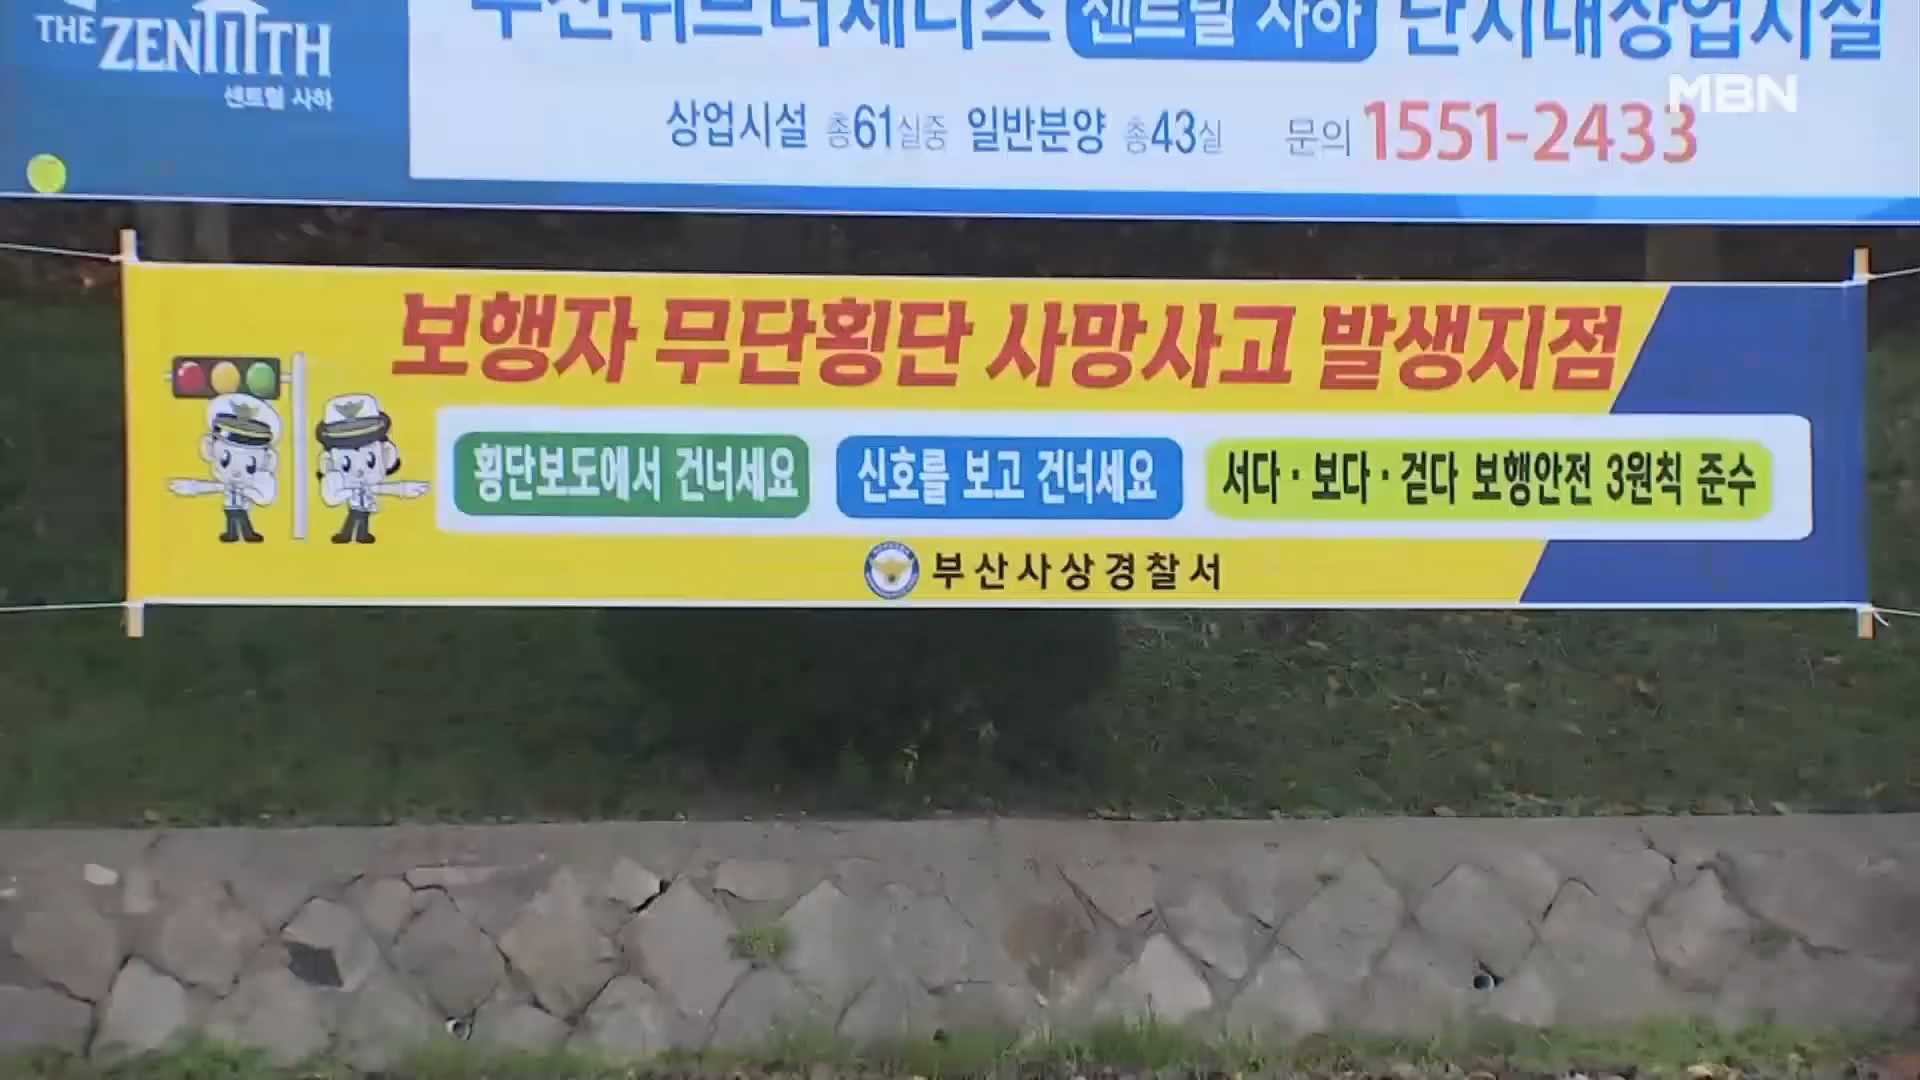 THE ZENITH
센트럴 사하
두산위브더제니스 센트럴 사하 단지내상업시설
상업시설 총61실중 일반분양 총43실 문의 1551-2433
MBN
보행자 무단횡단 사망사고 발생지점
횡단보도에서 건너세요 신호를 보고 건너세요 서다·보다·걷다 보행안전 3원칙 준수
부산사상경찰서